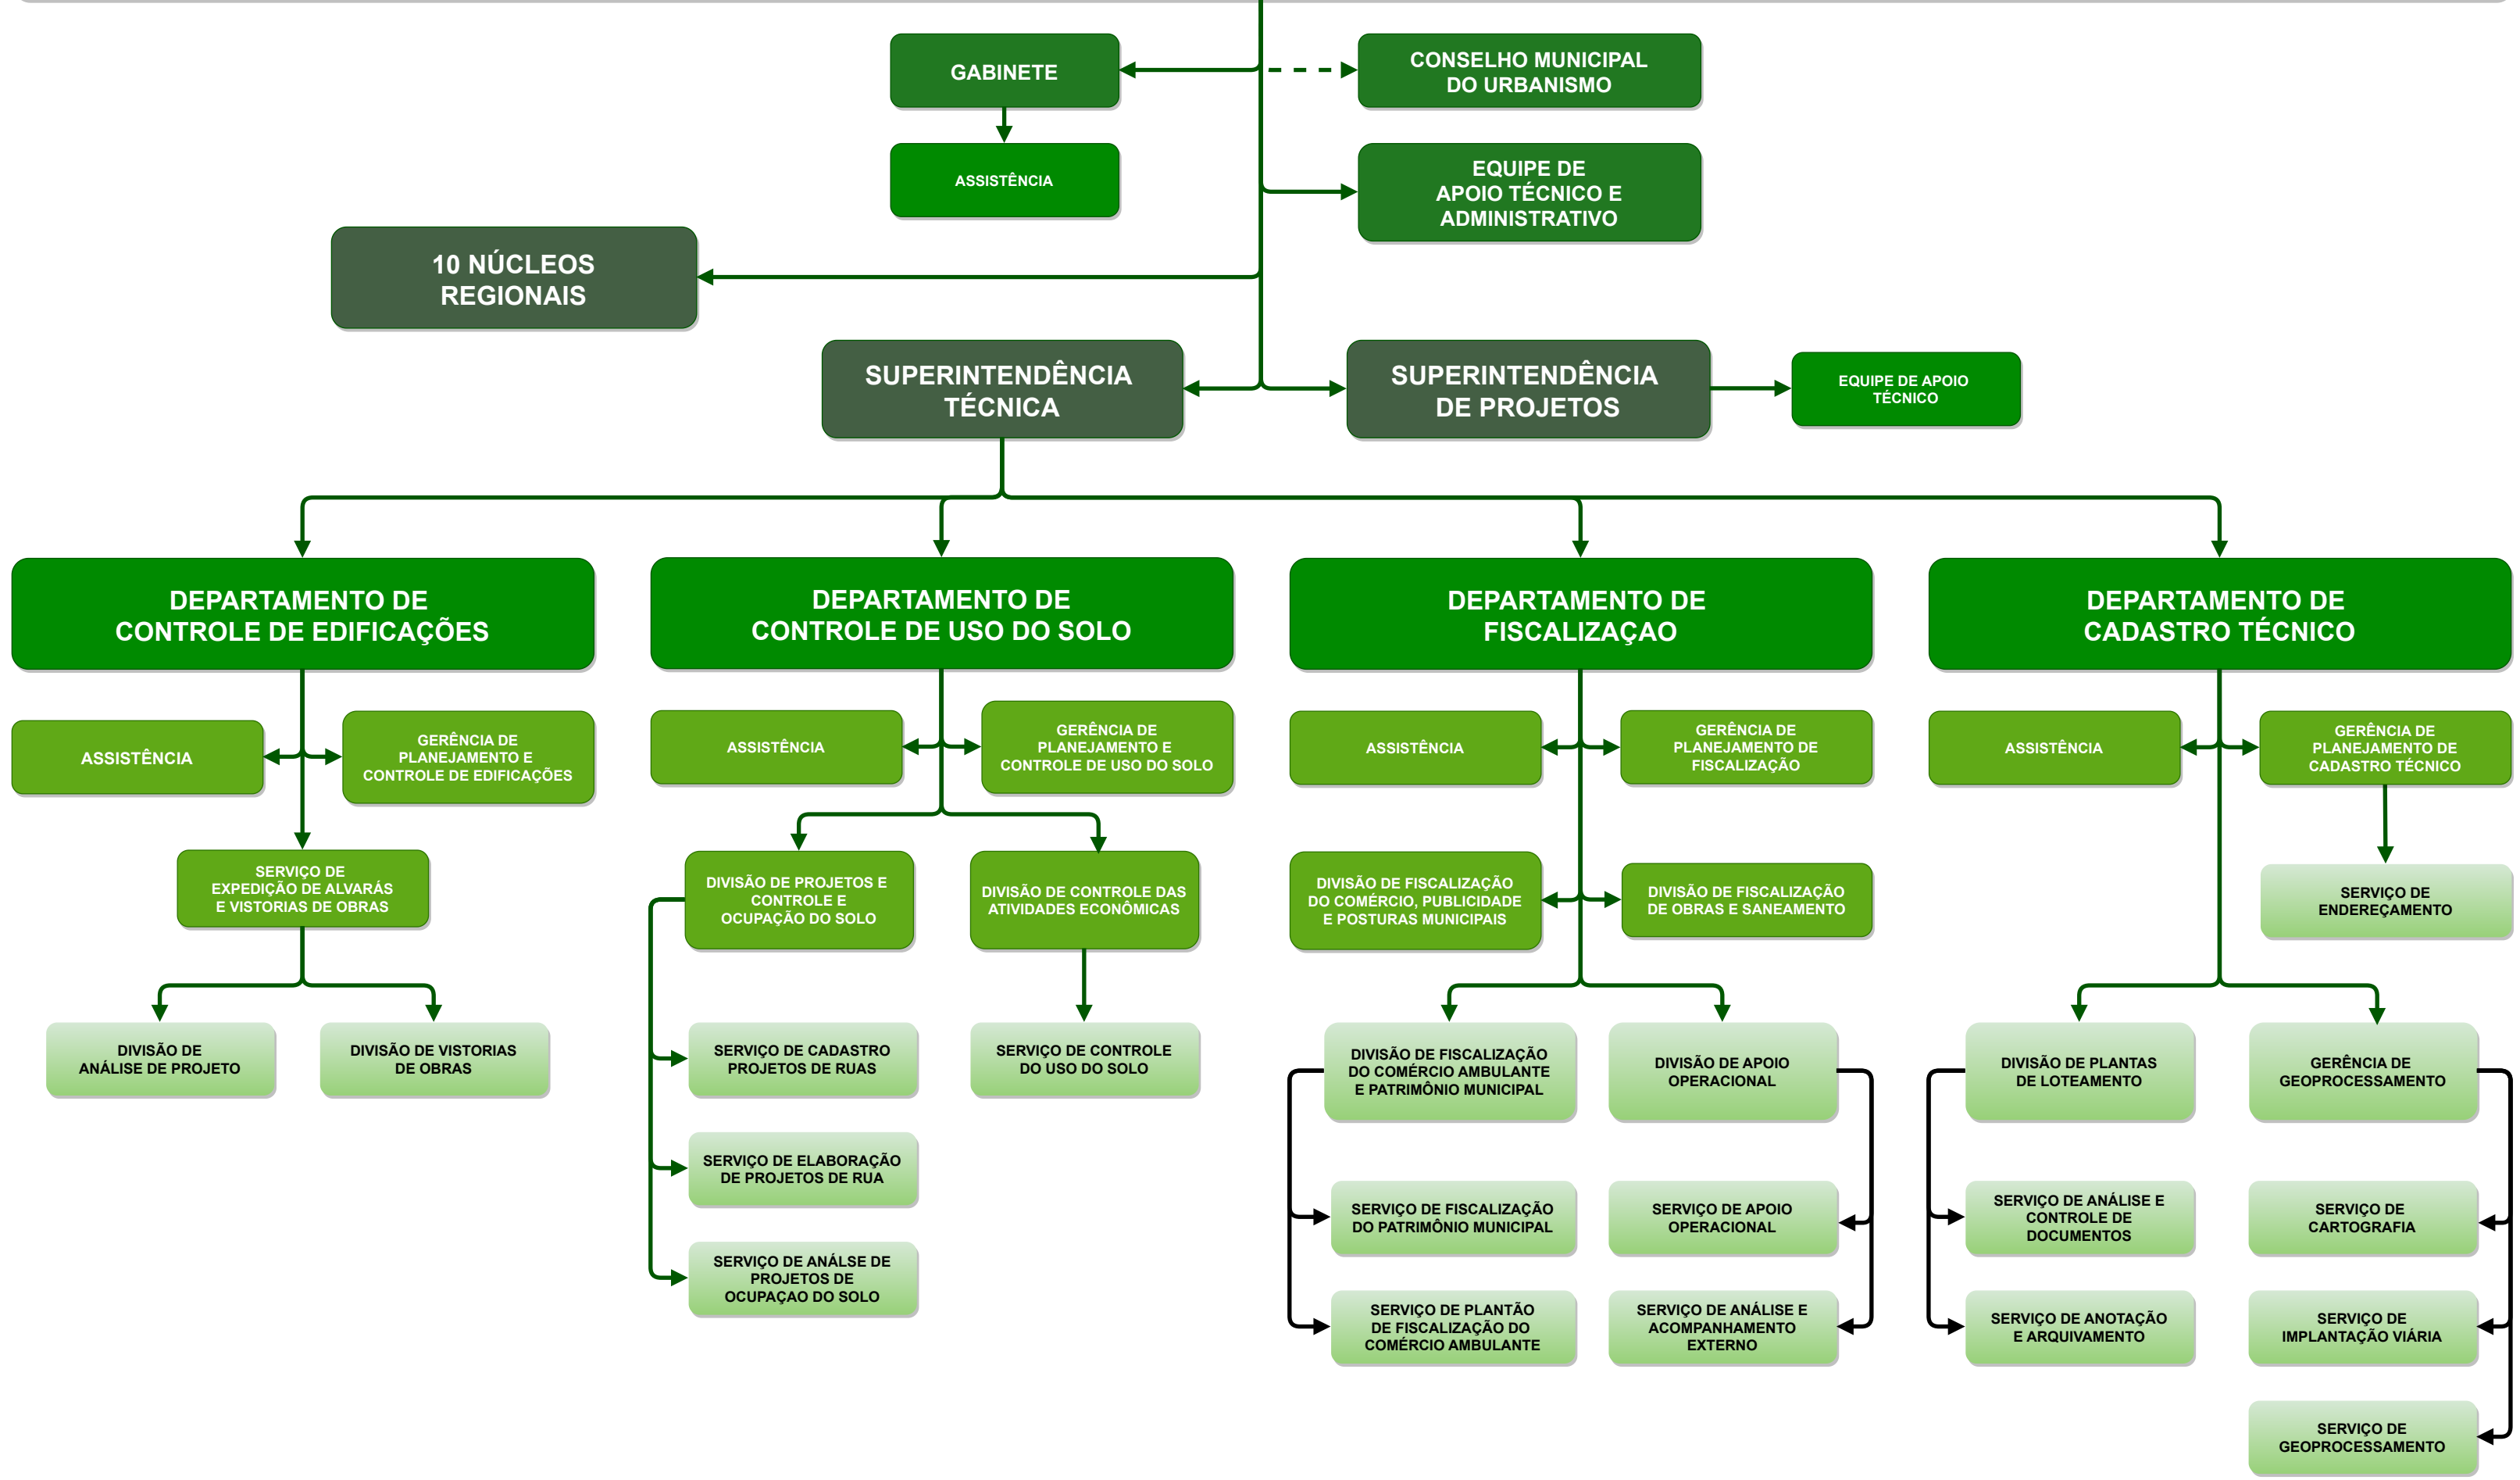 GABINETE
CONSELHO MUNICIPAL
DO URBANISMO
ASSISTÊNCIA
EQUIPE DE
APOIO TÉCNICO E
ADMINISTRATIVO
10 NÚCLEOS
REGIONAIS
SUPERINTENDÊNCIA
TÉCNICA
SUPERINTENDÊNCIA
DE PROJETOS
EQUIPE DE APOIO
TÉCNICO
DEPARTAMENTO DE
CONTROLE DE EDIFICAÇÕES
DEPARTAMENTO DE
CONTROLE DE USO DO SOLO
DEPARTAMENTO DE
FISCALIZAÇAO
DEPARTAMENTO DE
CADASTRO TÉCNICO
ASSISTÊNCIA
GERÊNCIA DE
PLANEJAMENTO E
CONTROLE DE EDIFICAÇÕES
ASSISTÊNCIA
GERÊNCIA DE
PLANEJAMENTO E
CONTROLE DE USO DO SOLO
ASSISTÊNCIA
GERÊNCIA DE
PLANEJAMENTO DE
FISCALIZAÇÃO
ASSISTÊNCIA
GERÊNCIA DE
PLANEJAMENTO DE
CADASTRO TÉCNICO
SERVIÇO DE
EXPEDIÇÃO DE ALVARÁS
E VISTORIAS DE OBRAS
DIVISÃO DE PROJETOS E
CONTROLE E
OCUPAÇÃO DO SOLO
DIVISÃO DE CONTROLE DAS
ATIVIDADES ECONÔMICAS
DIVISÃO DE FISCALIZAÇÃO
DO COMÉRCIO, PUBLICIDADE
E POSTURAS MUNICIPAIS
DIVISÃO DE FISCALIZAÇÃO
DE OBRAS E SANEAMENTO
SERVIÇO DE
ENDEREÇAMENTO
DIVISÃO DE
ANÁLISE DE PROJETO
DIVISÃO DE VISTORIAS
DE OBRAS
SERVIÇO DE CADASTRO
PROJETOS DE RUAS
SERVIÇO DE CONTROLE
DO USO DO SOLO
DIVISÃO DE FISCALIZAÇÃO
DO COMÉRCIO AMBULANTE
E PATRIMÔNIO MUNICIPAL
DIVISÃO DE APOIO
OPERACIONAL
DIVISÃO DE PLANTAS
DE LOTEAMENTO
GERÊNCIA DE
GEOPROCESSAMENTO
SERVIÇO DE ELABORAÇÃO
DE PROJETOS DE RUA
SERVIÇO DE FISCALIZAÇÃO
DO PATRIMÔNIO MUNICIPAL
SERVIÇO DE APOIO
OPERACIONAL
SERVIÇO DE ANÁLISE E
CONTROLE DE
DOCUMENTOS
SERVIÇO DE
CARTOGRAFIA
SERVIÇO DE ANÁLSE DE
PROJETOS DE
OCUPAÇAO DO SOLO
SERVIÇO DE PLANTÃO
DE FISCALIZAÇÃO DO
COMÉRCIO AMBULANTE
SERVIÇO DE ANÁLISE E
ACOMPANHAMENTO
EXTERNO
SERVIÇO DE ANOTAÇÃO
E ARQUIVAMENTO
SERVIÇO DE
IMPLANTAÇÃO VIÁRIA
SERVIÇO DE
GEOPROCESSAMENTO